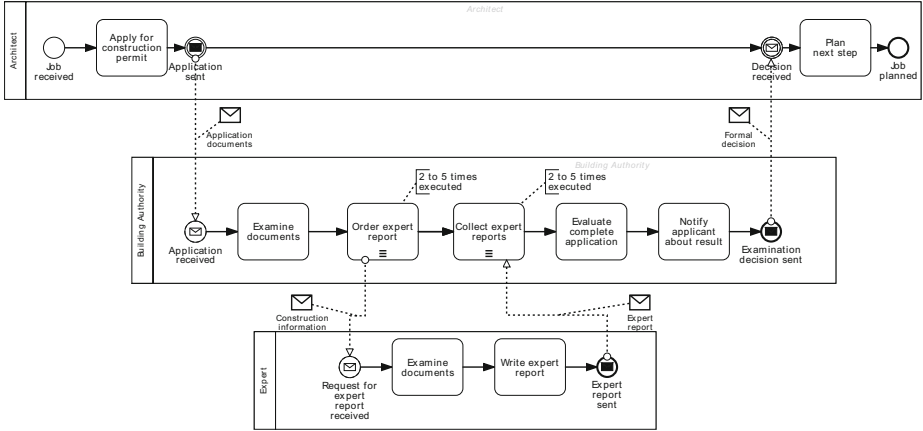 Architect
Architect
Job
received
Apply for
construction
permit
Application
sent
Decision
received
Plan
next step
Job
planned
Application
documents
Formal
decision
Building Authority
Building Authority
2 to 5 times
executed
2 to 5 times
executed
Application
received
Examine
documents
Order expert
report
Collect expert
reports
Evaluate
complete
application
Notify
applicant
about result
Examination
decision sent
Construction
information
Expert
report
Expert
Request for
expert
report
received
Examine
documents
Write expert
report
Expert
report
sent